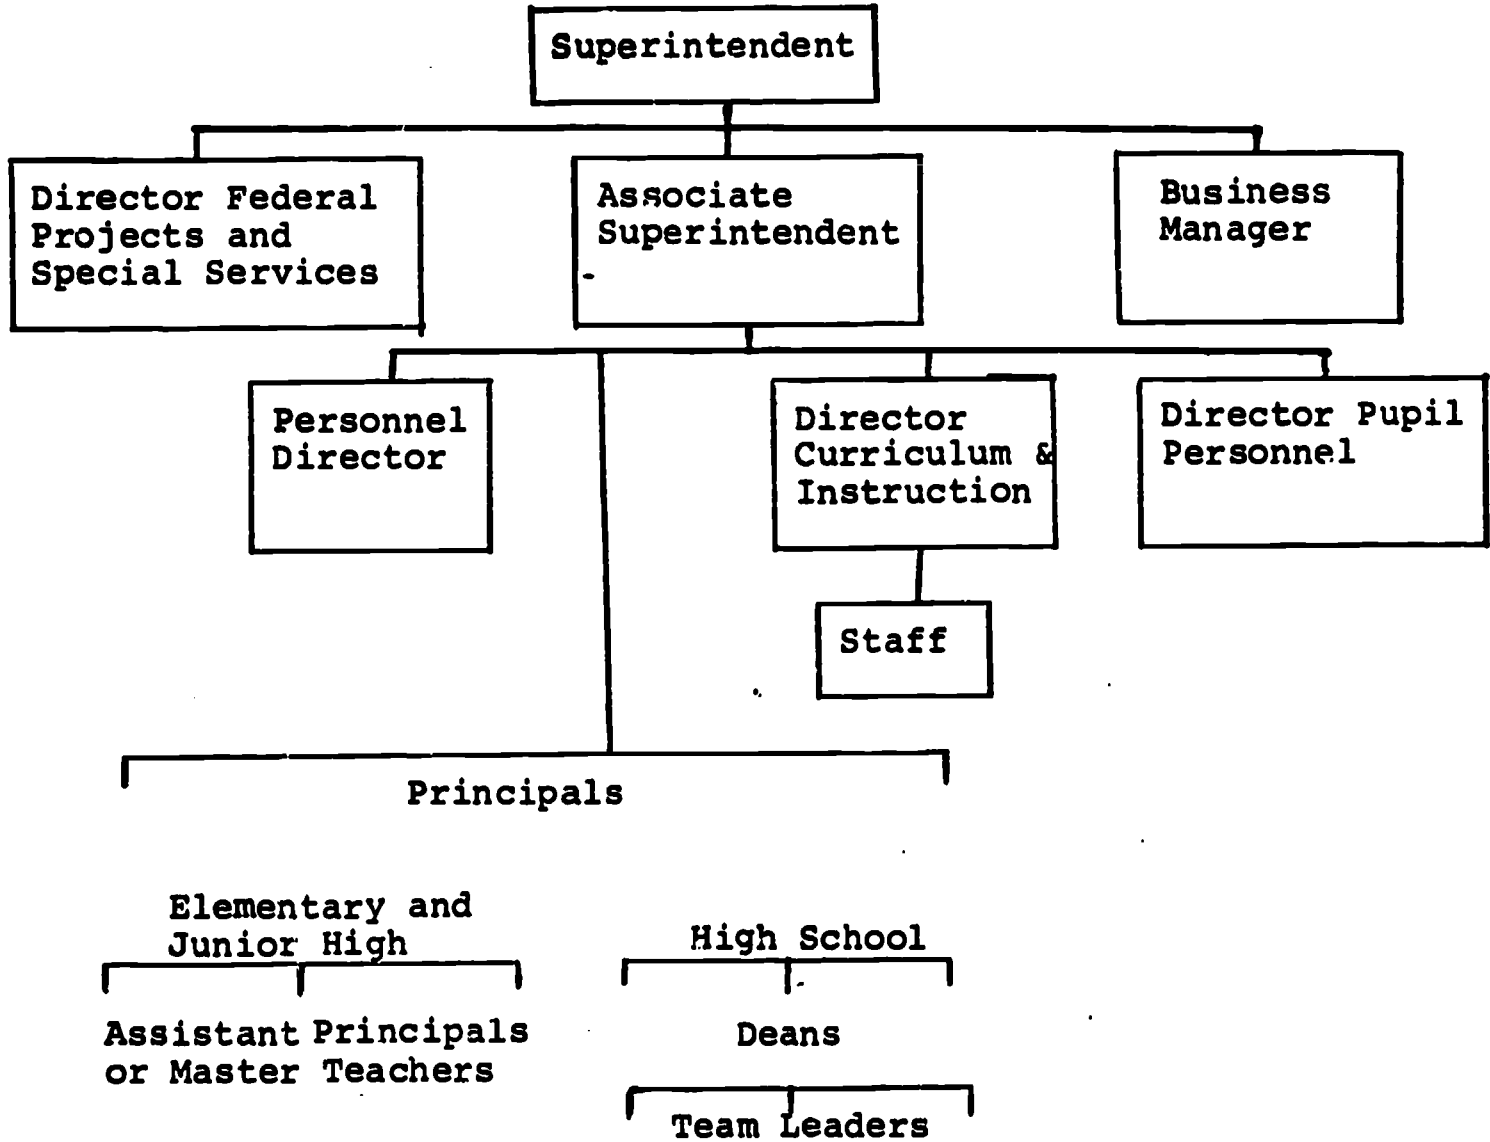 Superintendent
Director Federal
Projects and
Special Services
Associate
Superintendent
Business
Manager
Personnel
Director
Director
Curriculum &
Instruction
Director Pupil
Personnel
Staff
Principals
Elementary and
Junior High
High School
Assistant Principals
or Master Teachers
Deans
Team Leaders